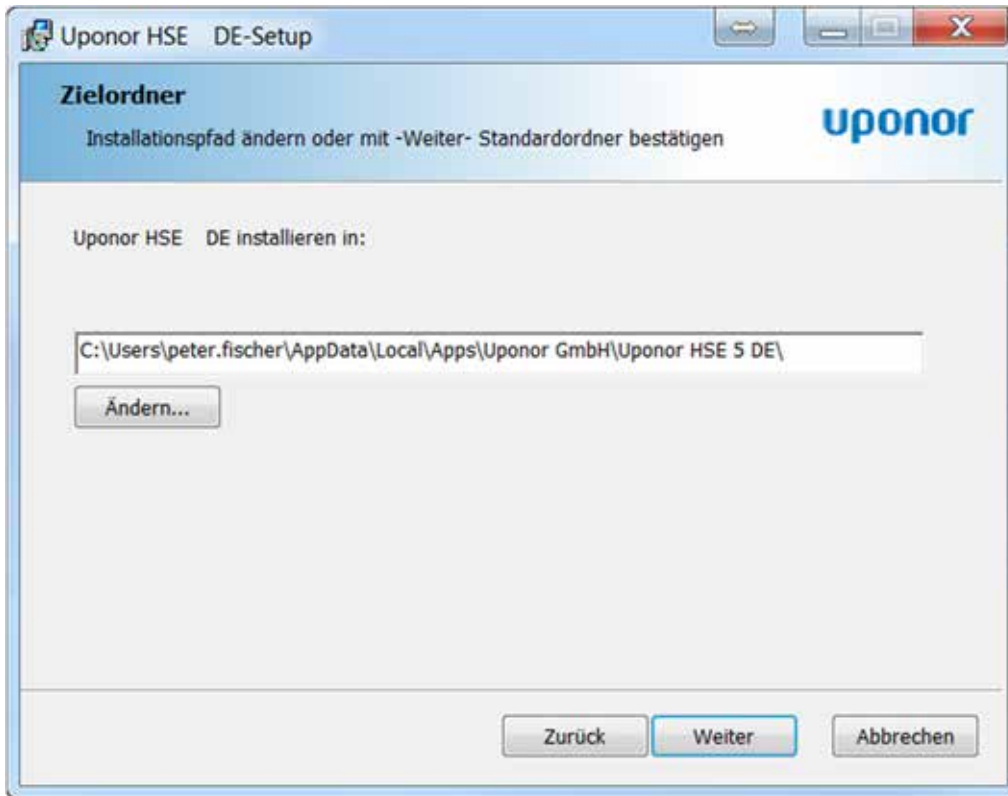 Uponor HSE DE-Setup
Zielordner
Installationspfad ändern oder mit -Weiter- Standardordner bestätigen
uponor
Uponor HSE DE installieren in:
C:\Users\peter.fischer\AppData\Local\Apps\Uponor GmbH\Uponor HSE 5 DE\
Ändern...
Zurück Weiter Abbrechen